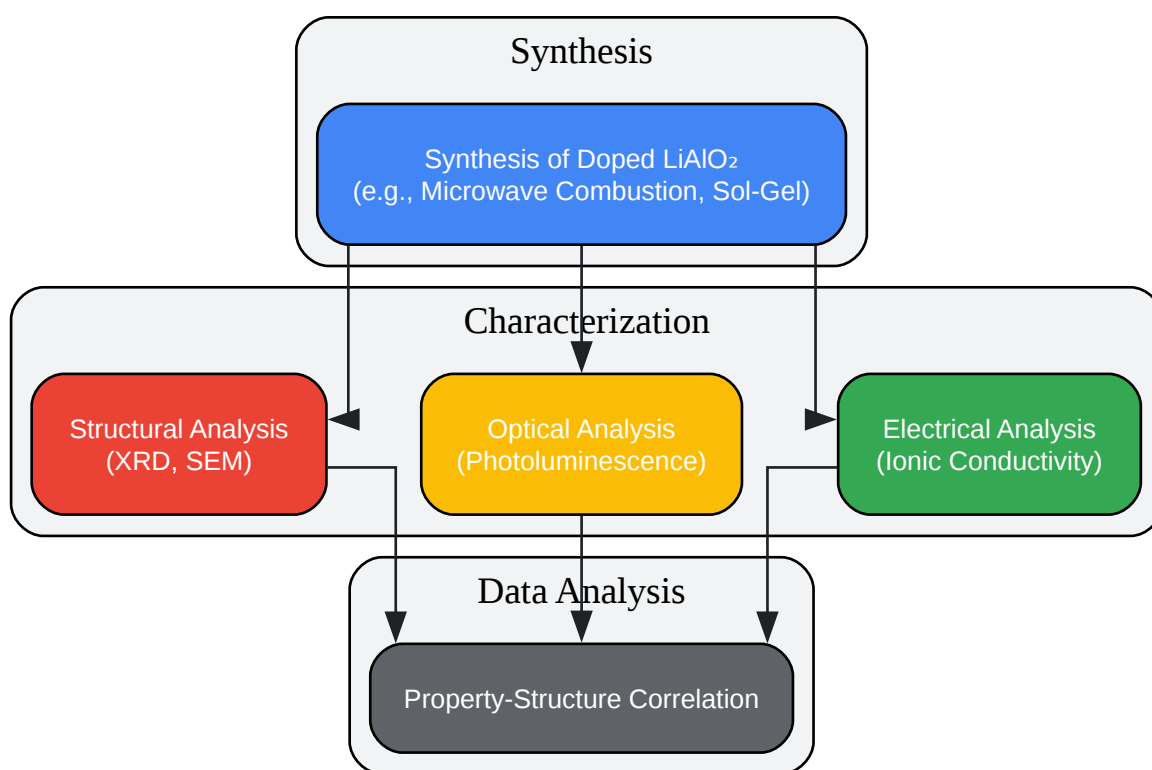 Synthesis
Synthesis of Doped LiAlO₂
(e.g., Microwave Combustion, Sol-Gel)
Characterization
Structural Analysis
(XRD, SEM)
Optical Analysis
(Photoluminescence)
Electrical Analysis
(Ionic Conductivity)
Data Analysis
Property-Structure Correlation